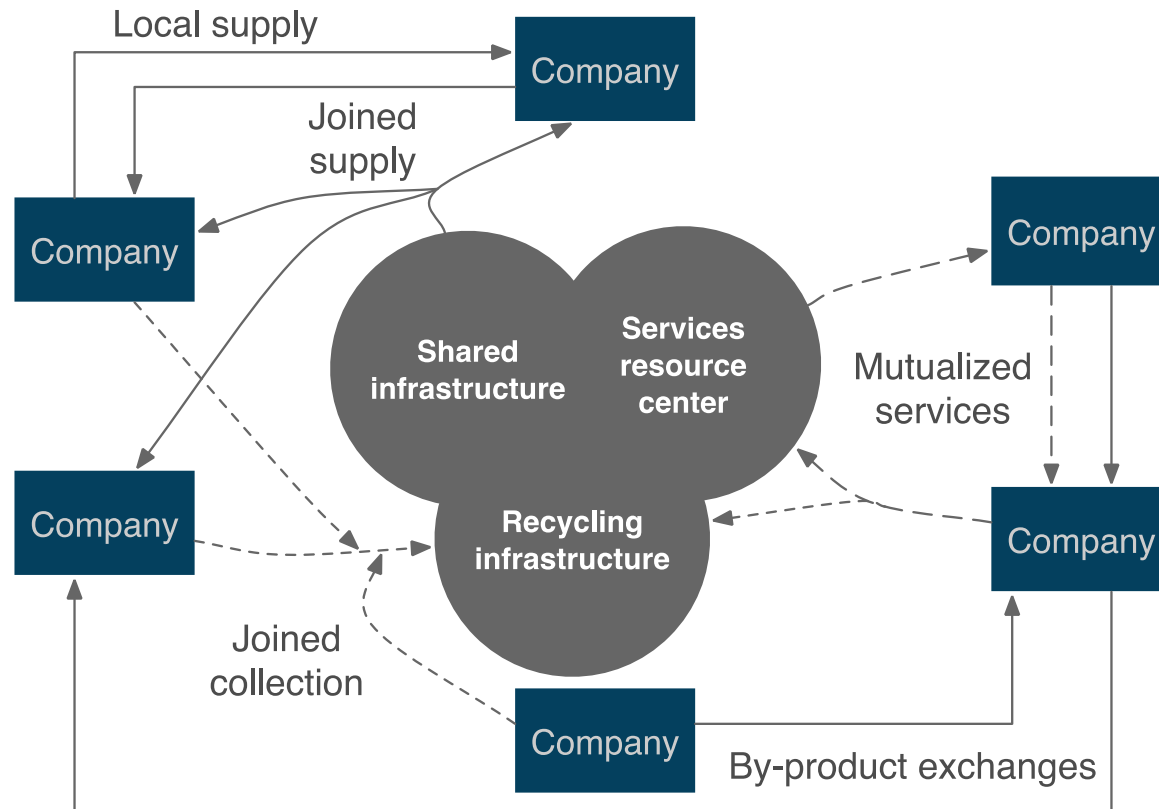 Local supply
Company
Joined
supply
Company
Company
Shared
infrastructure
Services
resource
center
Mutualized
services
Company
Company
Recycling
infrastructure
Joined
collection
Company
By-product exchanges